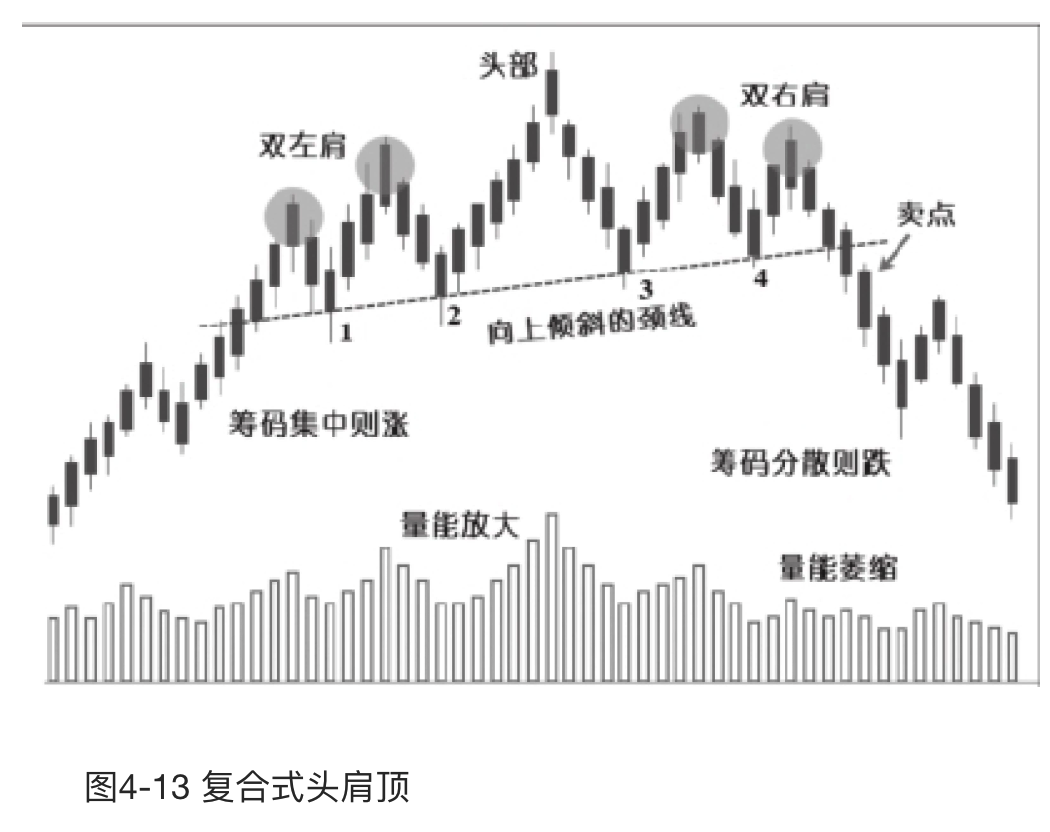 头部
双右肩
双左肩
卖点
1
2
3
4
向上倾斜的颈线
筹码集中则涨
筹码分散则跌
量能放大
量能萎缩
图4-13 复合式头肩顶